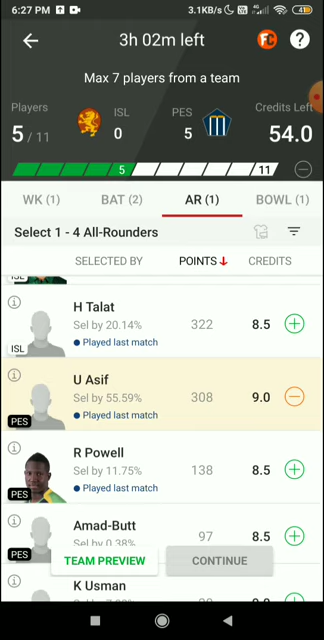 6:27 PM 3.1KB/s 4G 41
3h 02m left FC ?
Max 7 players from a team
Players ISL PES Credits Left
5 / 11 0 5 54.0
5 11
WK (1) BAT (2) AR (1) BOWL (1)
Select 1 - 4 All-Rounders
SELECTED BY POINTS CREDITS
ISL
H Talat
Sel by 20.14% 322 8.5
Played last match
ISL
U Asif
Sel by 55.59% 308 9.0
Played last match
PES
R Powell
Sel by 11.75% 138 8.5
Played last match
PES
Amad-Butt
Sel by 0.38% 97 8.5
PES
TEAM PREVIEW CONTINUE
K Usman